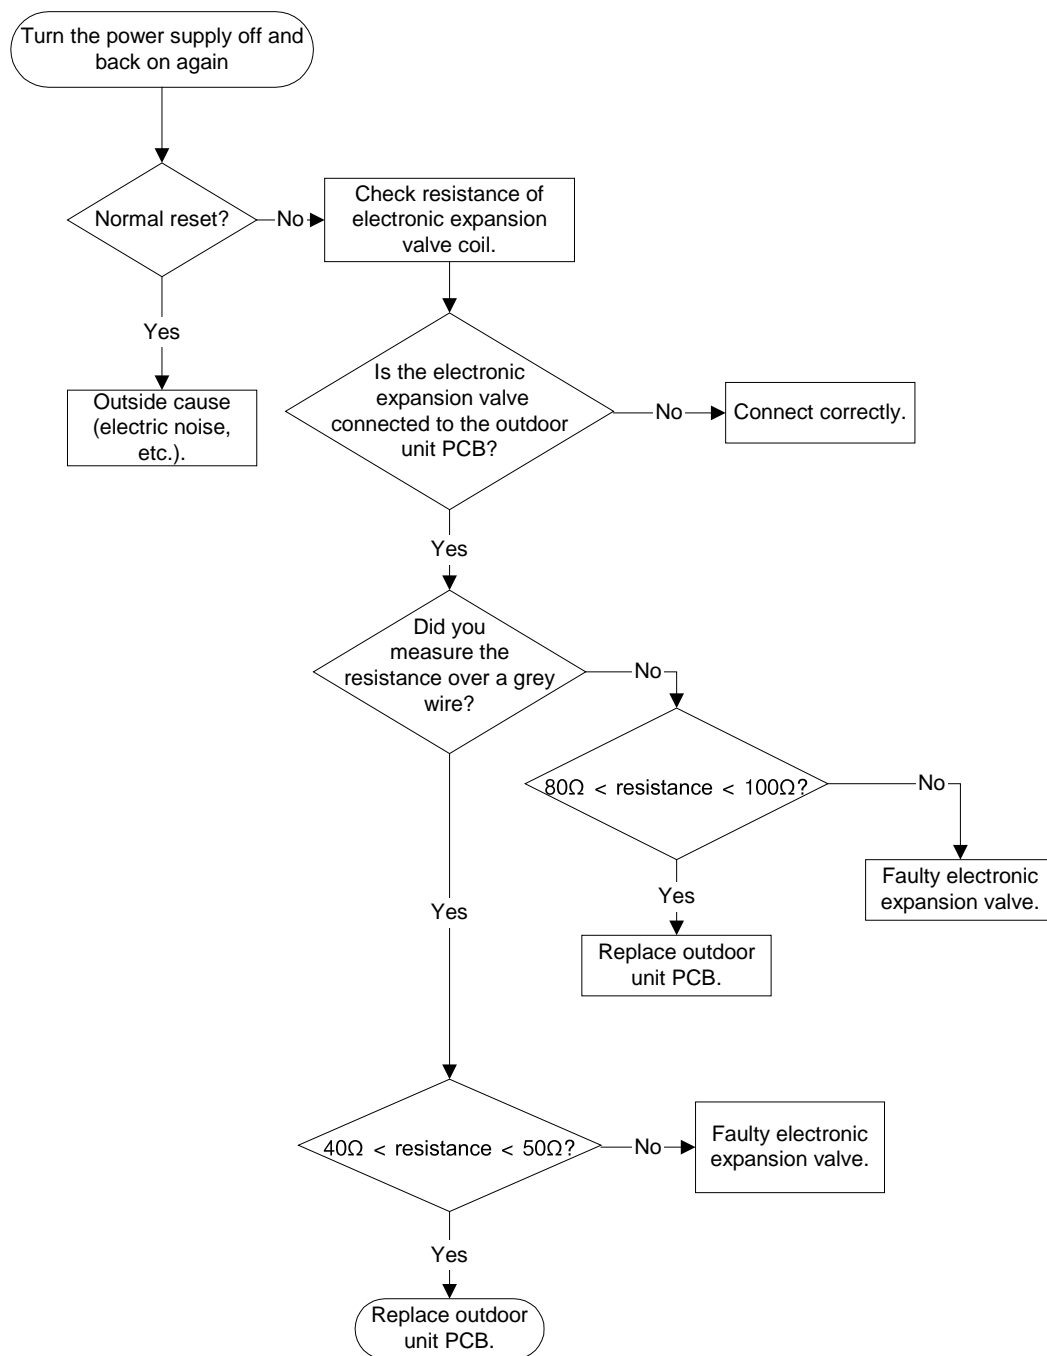 Turn the power supply off and
back on again
Normal reset?
No
Check resistance of
electronic expansion
valve coil.
Yes
Outside cause
(electric noise,
etc.).
Is the electronic
expansion valve
connected to the outdoor
unit PCB?
No
Connect correctly.
Yes
Did you
measure the
resistance over a grey
wire?
No
80Ω < resistance < 100Ω?
No
Faulty electronic
expansion valve.
Yes
Replace outdoor
unit PCB.
Yes
40Ω < resistance < 50Ω?
No
Faulty electronic
expansion valve.
Yes
Replace outdoor
unit PCB.